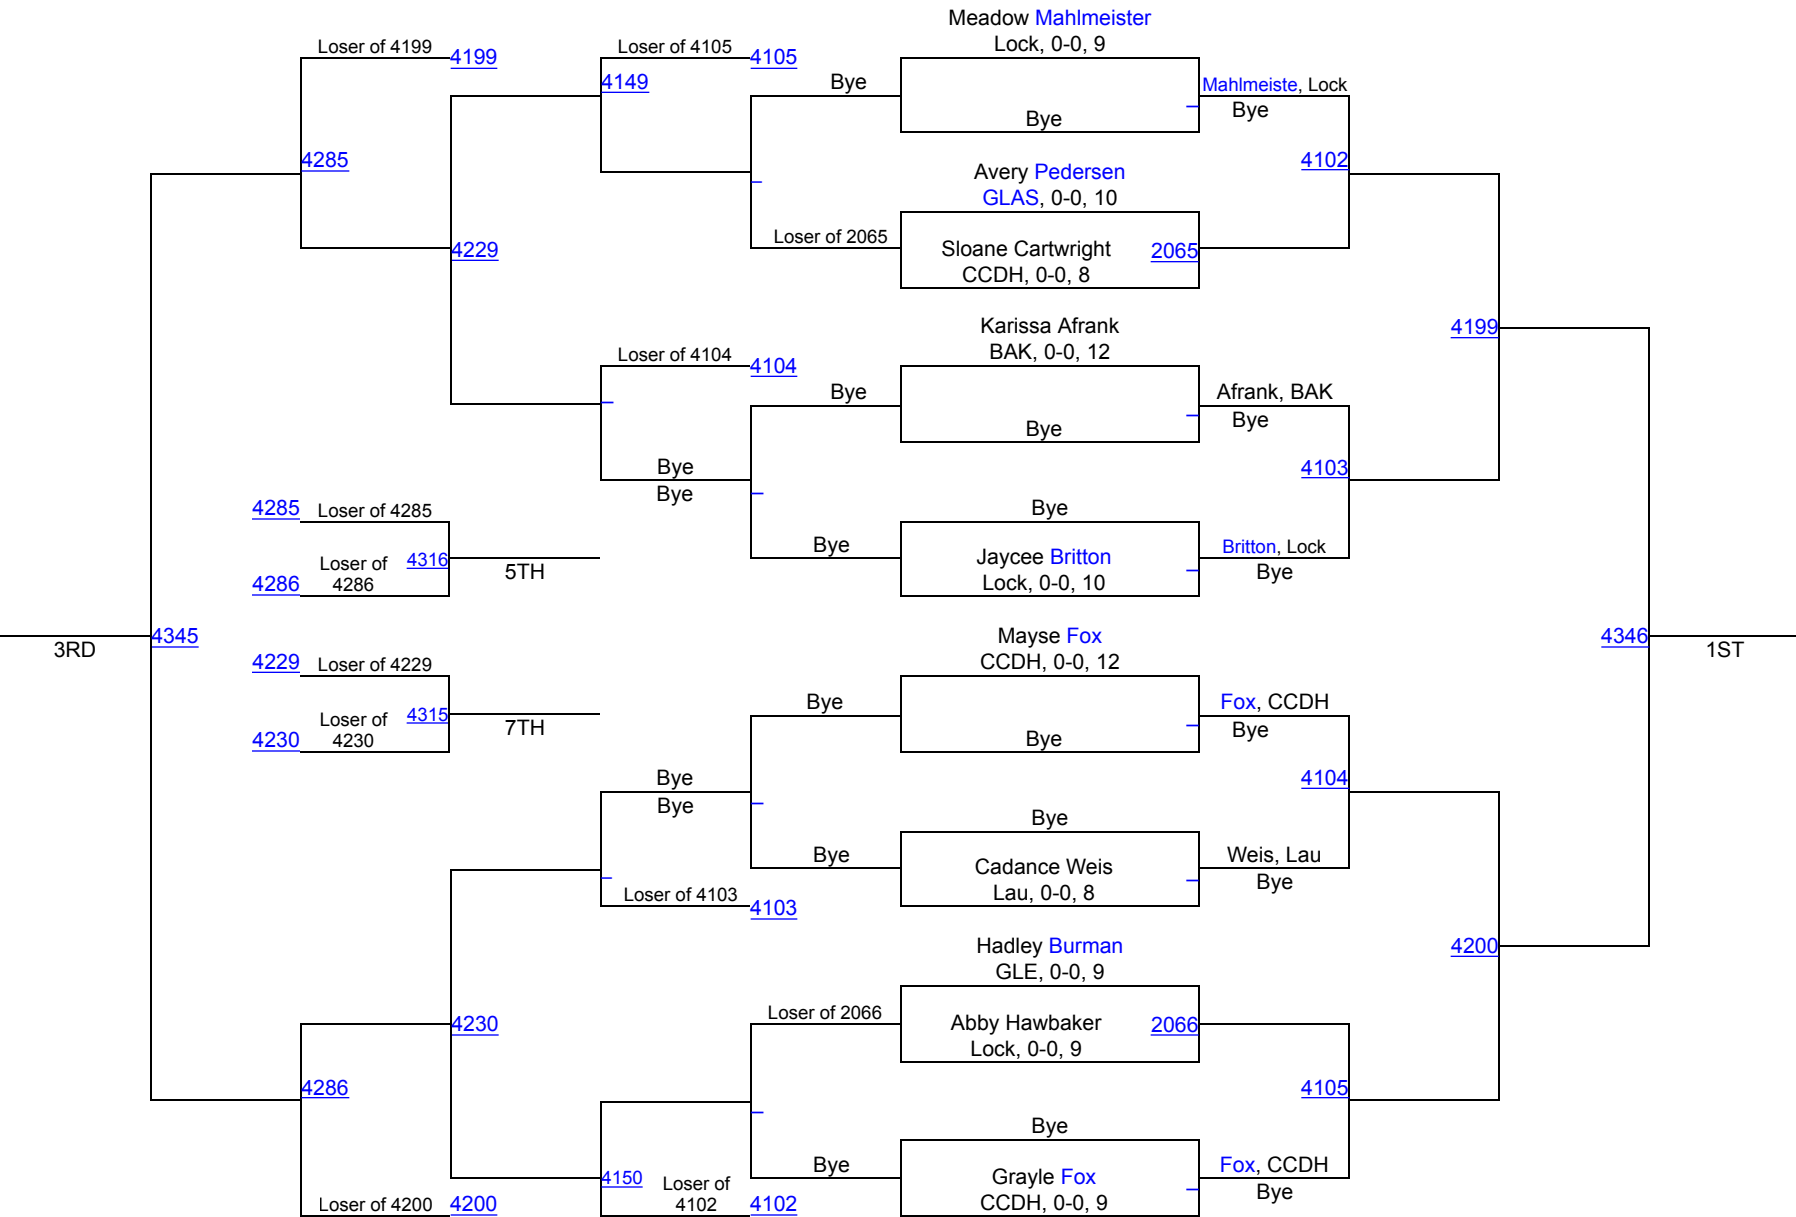 Meadow Mahlmeister
Lock, 0-0, 9
Loser of 4199
4199
Loser of 4105
4105
4149
Bye
Bye
Mahlmeiste, Lock
Bye
4285
4102
Avery Pedersen
GLAS, 0-0, 10
4229
Loser of 2065
Sloane Cartwright
CCDH, 0-0, 8
2065
Karissa Afrank
BAK, 0-0, 12
4199
Loser of 4104
4104
Bye
Bye
Afrank, BAK
Bye
Bye
Bye
4103
4285
Loser of 4285
Loser of
4286
4316
4286
5TH
Bye
Bye
Jaycee Britton
Lock, 0-0, 10
Britton, Lock
Bye
3RD
4345
Mayse Fox
CCDH, 0-0, 12
4346
1ST
4229
Loser of 4229
Loser of
4230
4315
4230
7TH
Bye
Bye
Fox, CCDH
Bye
Bye
Bye
4104
Bye
Bye
Cadance Weis
Lau, 0-0, 8
Weis, Lau
Bye
Loser of 4103
4103
Hadley Burman
GLE, 0-0, 9
4200
4230
Loser of 2066
Abby Hawbaker
Lock, 0-0, 9
2066
4286
4105
Bye
Bye
Grayle Fox
CCDH, 0-0, 9
Fox, CCDH
Bye
4150
Loser of
4102
4102
Loser of 4200
4200